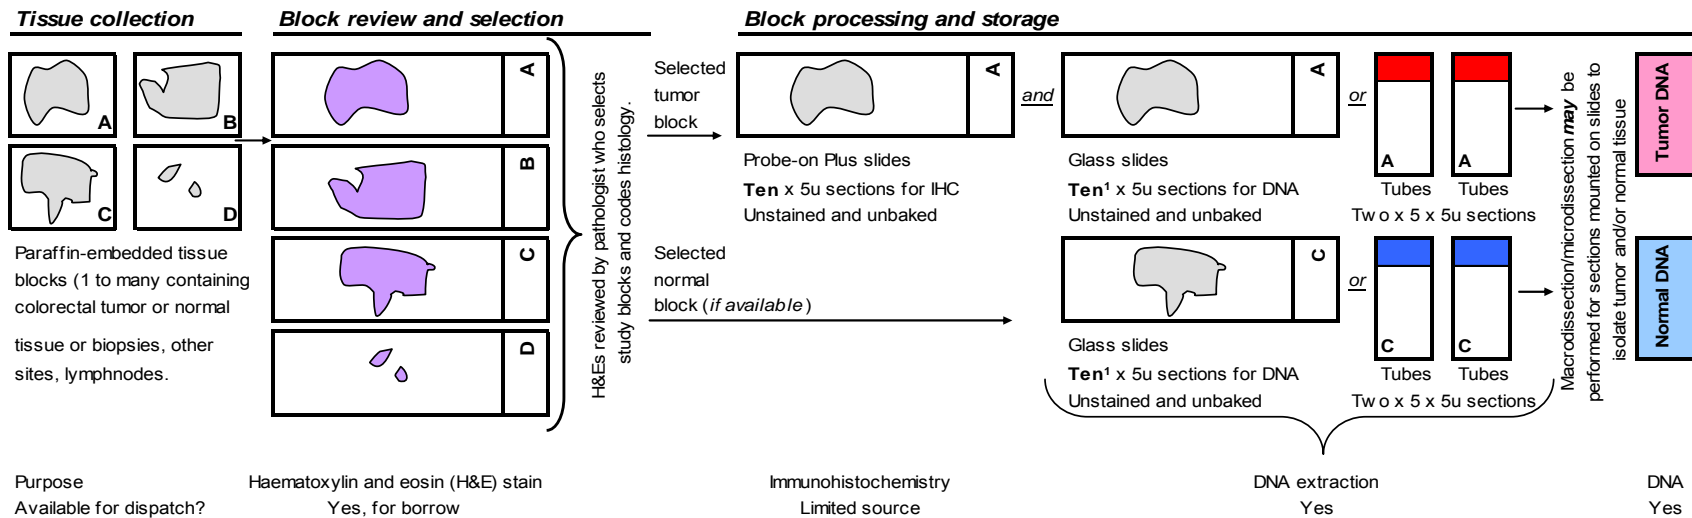 Tissue collection
Block review and selection
Block processing and storage
A
B
C
D
Paraffin-embedded tissue
blocks (1 to many containing
colorectal tumor or normal
tissue or biopsies, other
sites, lymphnodes.
A
B
C
D
H&Es reviewed by pathologist who selects
study blocks and codes histology.
Selected
tumor
block
A
Probe-on Plus slides
Ten x 5u sections for IHC
Unstained and unbaked
and
A
Glass slides
Ten¹ x 5u sections for DNA
Unstained and unbaked
or
A
A
Tubes
Tubes
Two x 5 x 5u sections
Selected
normal
block (if available)
C
Glass slides
Ten¹ x 5u sections for DNA
Unstained and unbaked
or
C
C
Tubes
Tubes
Two x 5 x 5u sections
Macrodissection/microdissection may be
performed for sections mounted on slides to
isolate tumor and/or normal tissue
Tumor DNA
Normal DNA
Purpose
Haematoxylin and eosin (H&E) stain
Immunohistochemistry
DNA extraction
DNA
Available for dispatch?
Yes, for borrow
Limited source
Yes
Yes